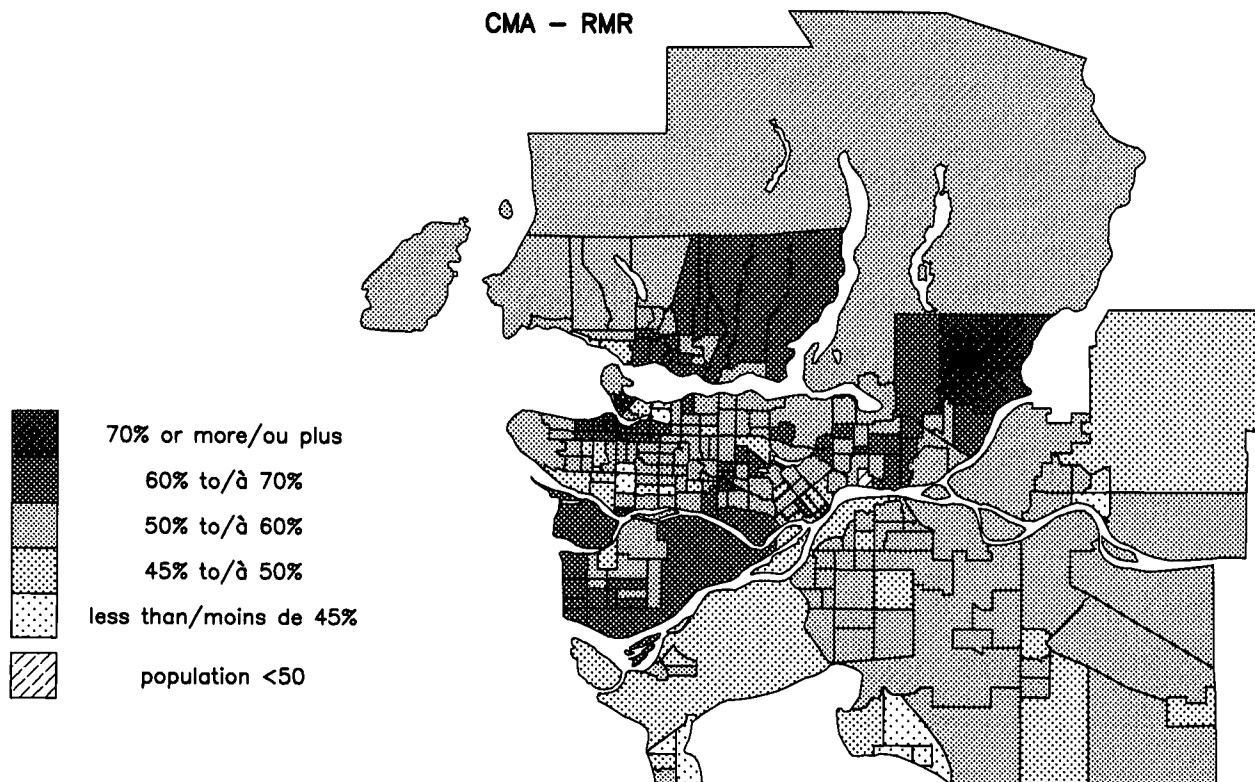 CMA – RMR
70% or more/ou plus
60% to/à 70%
50% to/à 60%
45% to/à 50%
less than/moins de 45%
population <50